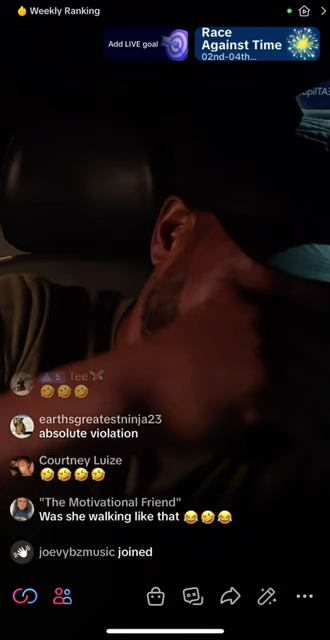 Weekly Ranking
Add LIVE goal
Race
Against Time
02nd-04th...
5 Tee
🤣🤣🤣
earthsgreatestninja23
absolute violation
Courtney Luize
🤣🤣🤣🤣
"The Motivational Friend"
Was she walking like that 😂🤣😂
joevybzmusic joined